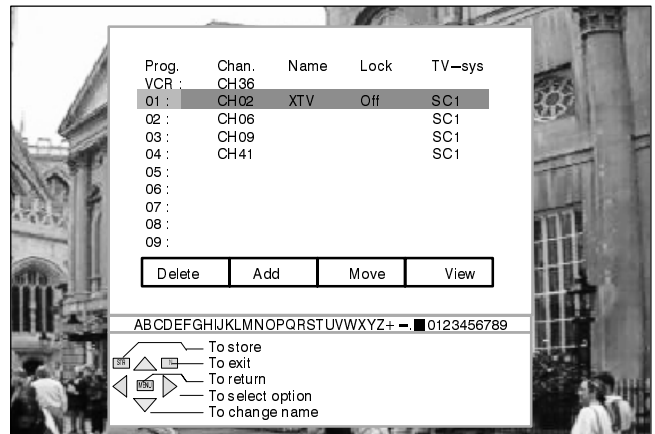 Prog. Chan. Name Lock TV–sys
VCR : CH36
01 : CH02 XTV Off SC1
02 : CH06 SC1
03 : CH09 SC1
04 : CH41 SC1
05 :
06 :
07 :
08 :
09 :
Delete Add Move View
ABCDEFGHIJKLMNOPQRSTUVWXYZ+–.■0123456789
To store
STR To exit
MENU To return
To select option
To change name